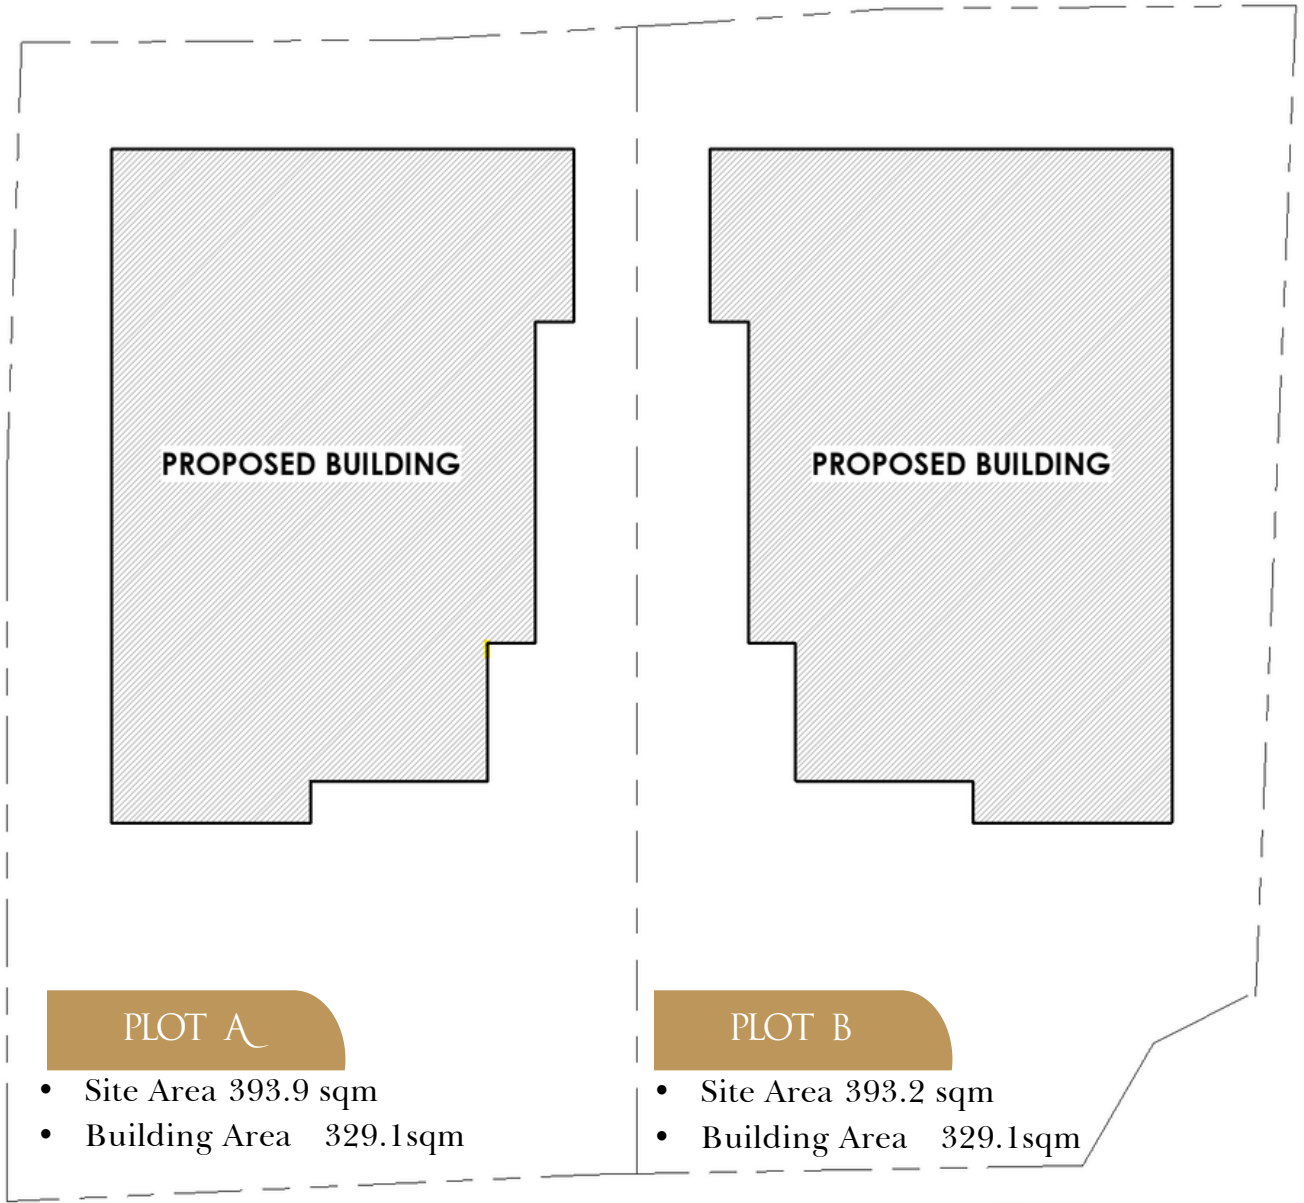 PROPOSED BUILDING
PROPOSED BUILDING
PLOT A
• Site Area 393.9 sqm
• Building Area 329.1sqm
PLOT B
• Site Area 393.2 sqm
• Building Area 329.1sqm